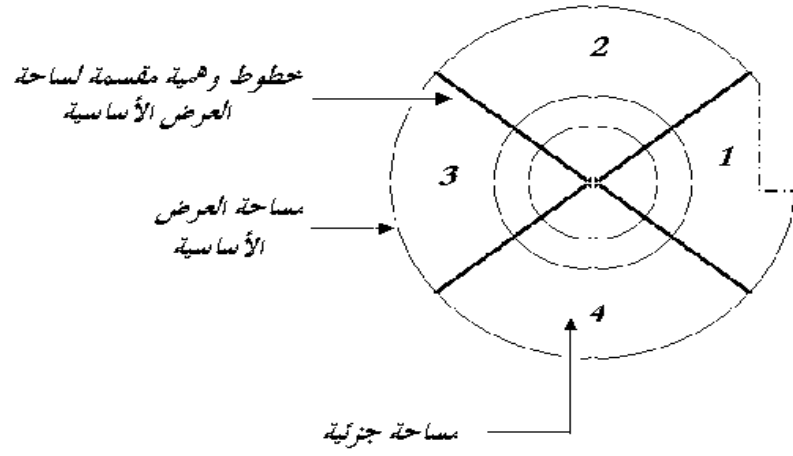 2
خطوط وهمية مقسمة لساحة
العرض الأساسية
1
3
مساحة العرض
الأساسية
4
مساحة جزئية